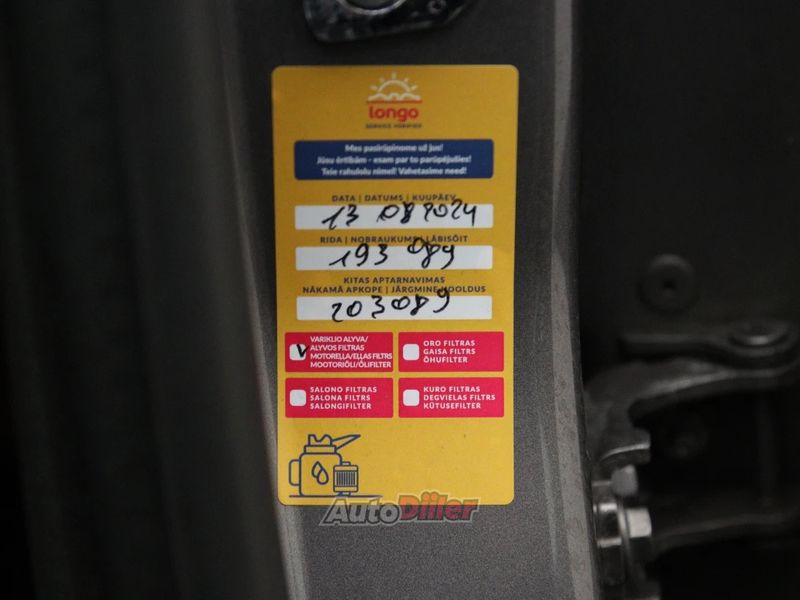 longo
SERVICE VERIFIED
Mes pasirūpinome už jus!
Jūsu ērtībām - esam par to parūpējušies!
Teie rahulolu nimel! Vahetasime need!
DATA | DATUMS | KUUPÄEV
13 08 2024
RIDA | NOBRAUKUMS | LÄBISÕIT
193 089
KITAS APTARNAVIMAS
NĀKAMĀ APKOPE | JÄRGMINE HOOLDUS
203089
VARIKLIO ALYVA/
ALYVOS FILTRAS
MOTOREĻĻA/EĻĻAS FILTRS
MOOTORIÕLI/ÕLIFILTER
ORO FILTRAS
GAISA FILTRS
ÕHUFILTER
SALONO FILTRAS
SALONA FILTRS
SALONGIFILTER
KURO FILTRAS
DEGVIELAS FILTRS
KÜTUSEFILTER
AutoDiiler